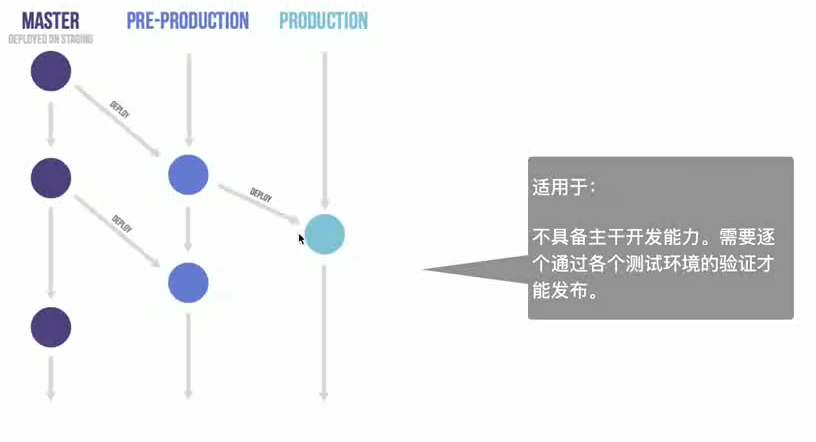 MASTER
DEPLOYED ON STAGING
PRE-PRODUCTION
PRODUCTION
DEPLOY
DEPLOY
DEPLOY
适用于：
不具备主干开发能力。需要逐
个通过各个测试环境的验证才
能发布。